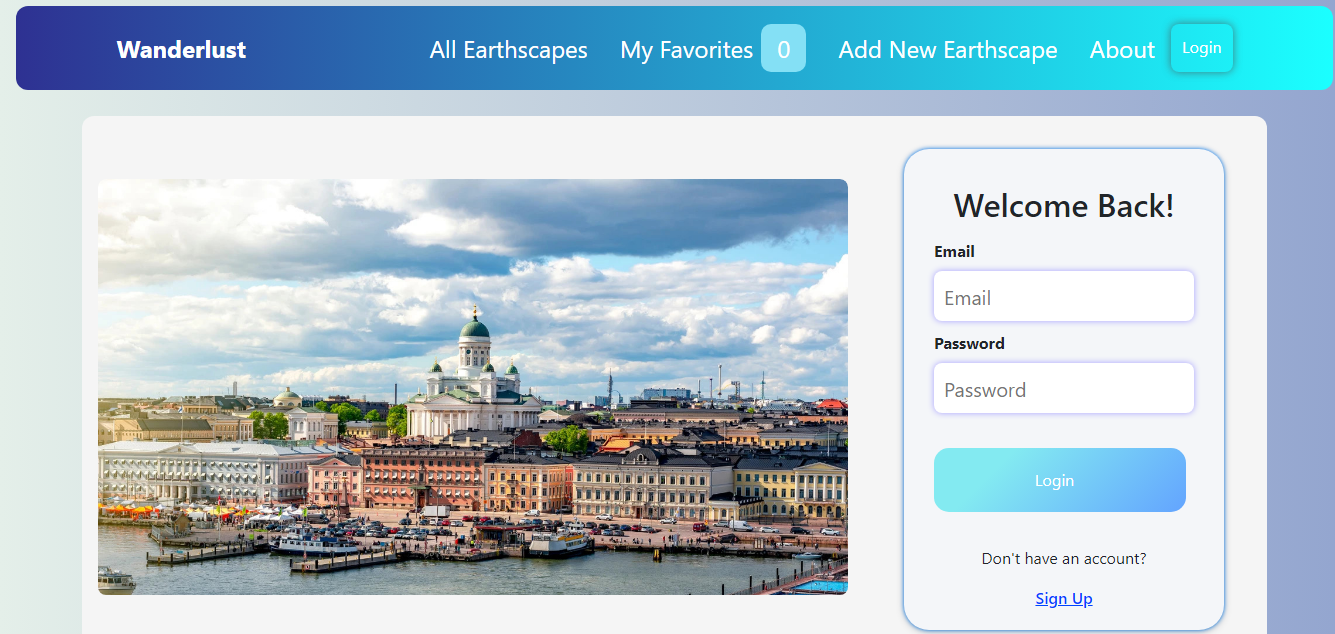 Wanderlust All Earthscapes My Favorites 0 Add New Earthscape About Login
Welcome Back!
Email
Email
Password
Password
Login
Don't have an account?
Sign Up